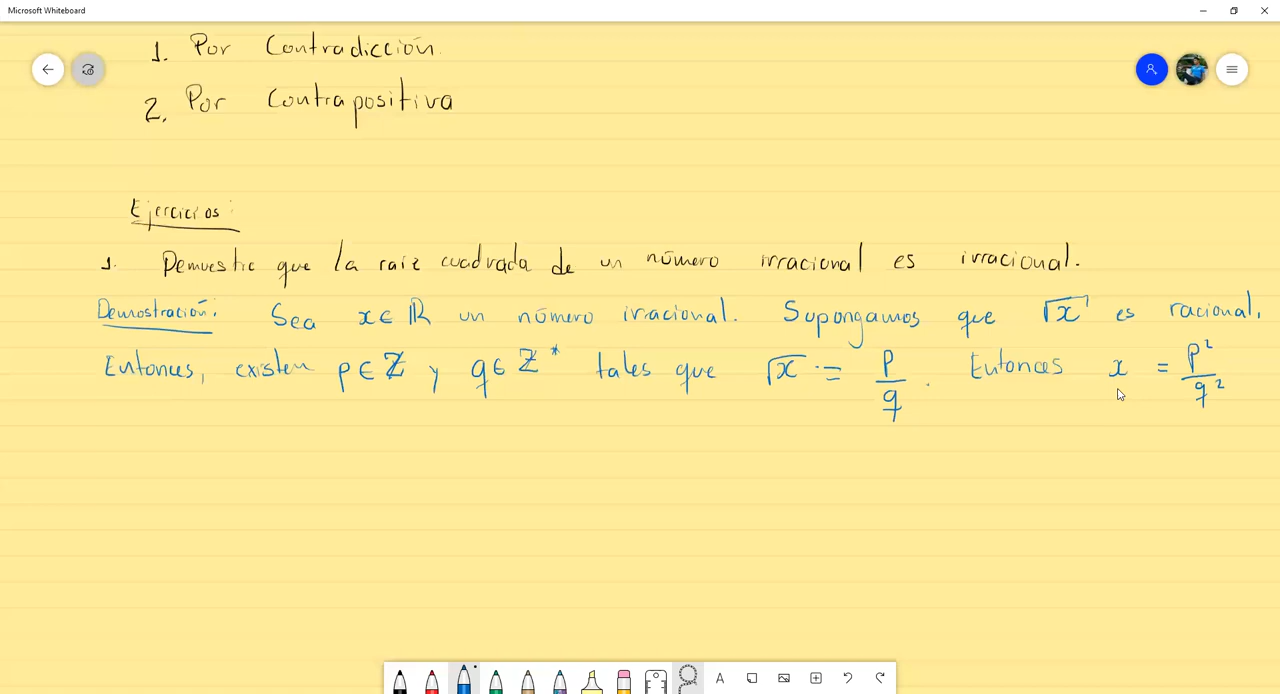 Microsoft Whiteboard
1. Por Contradicción.
2. Por Contrapositiva
Ejercicios:
1. Demuestre que la raíz cuadrada de un número irracional es irracional.
Demostración: Sea x ∈ ℝ un número irracional. Supongamos que √x es racional.
Entonces, existen p ∈ ℤ y q ∈ ℤ* tales que √x = p/q. Entonces x = p²/q²
A